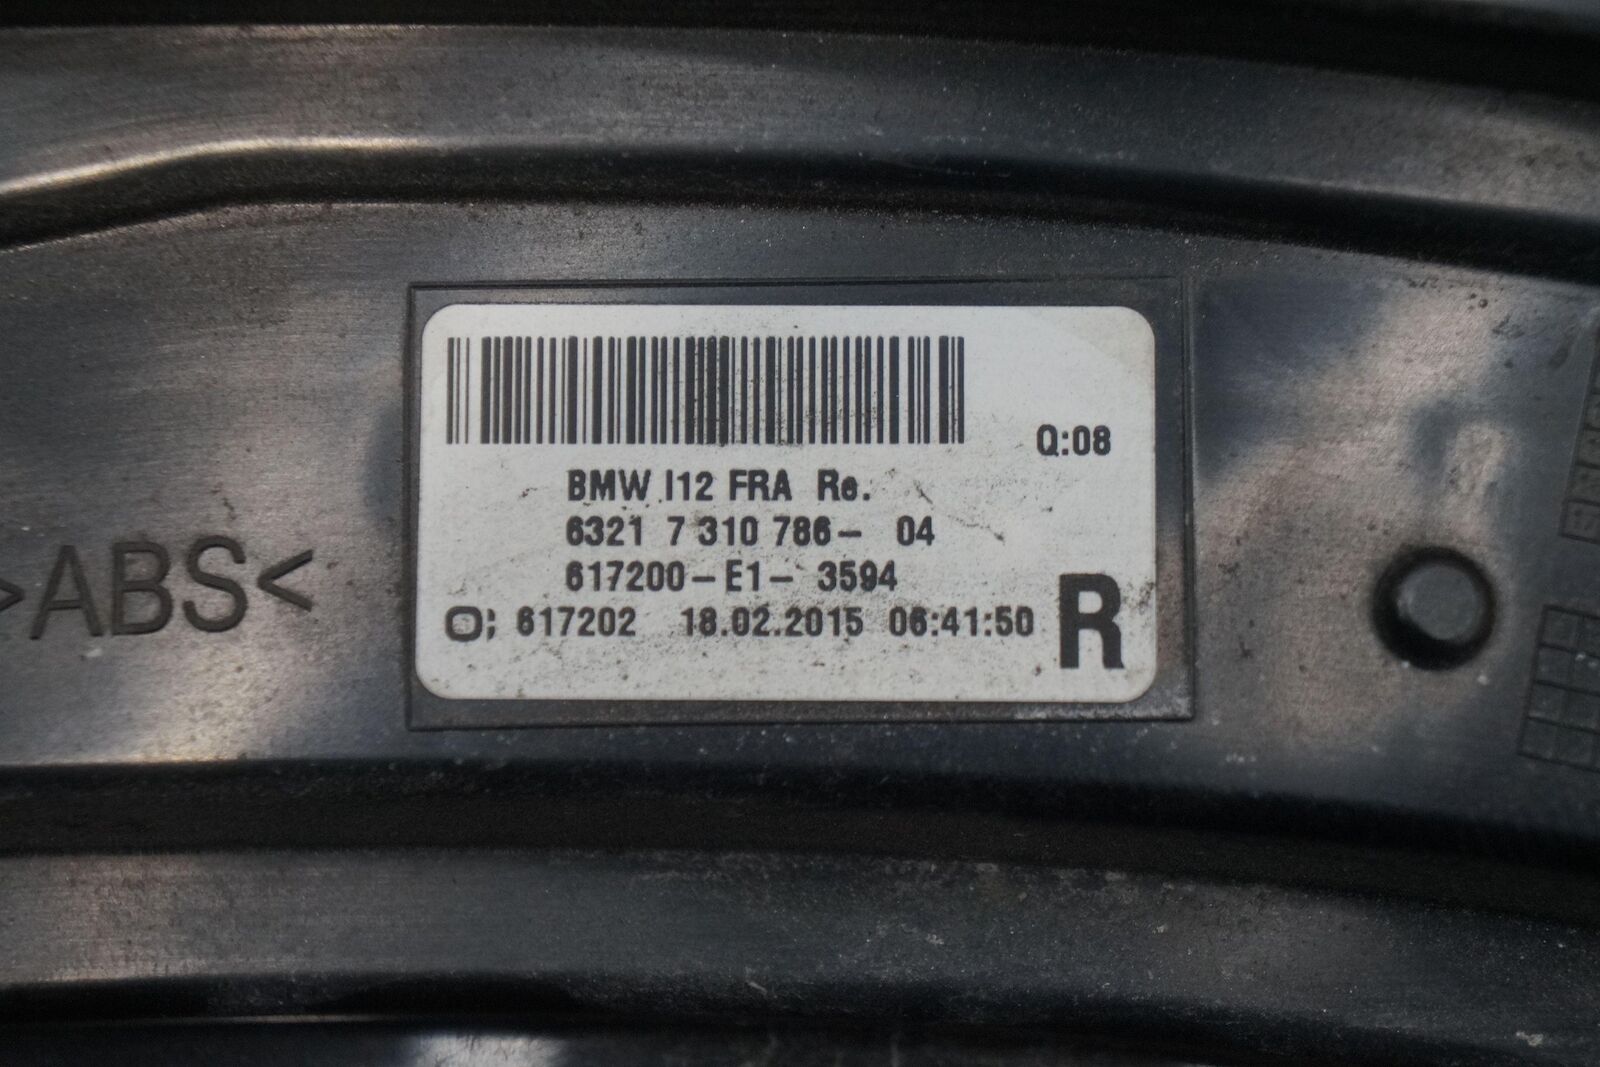 Q:08
BMW I12 FRA Re.
6321 7 310 786- 04
617200-E1- 3594
O; 617202 18.02.2015 06:41:50
R
>ABS<